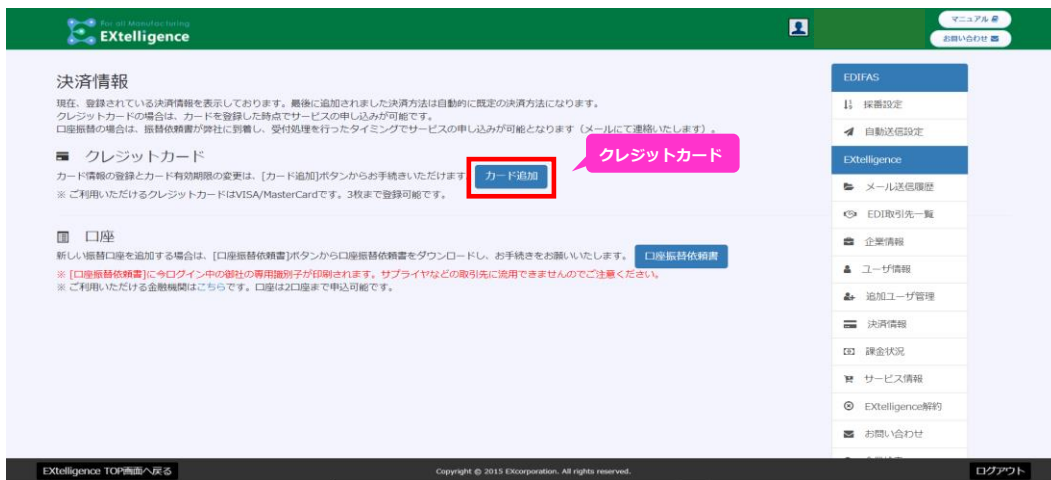 For all Manufacturing
EXtelligence
マニュアル
お問い合わせ
決済情報
現在、登録されている決済情報を表示しております。最後に追加されました決済方法は自動的に既定の決済方法になります。
クレジットカードの場合は、カードを登録した時点でサービスの申し込みが可能です。
口座振替の場合は、振替依頼書が弊社に到着し、受付処理を行ったタイミングでサービスの申し込みが可能となります（メールにて連絡いたします）。
クレジットカード
カード情報の登録とカード有効期限の変更は、[カード追加]ボタンからお手続きいただけます
カード追加
クレジットカード
※ ご利用いただけるクレジットカードはVISA/MasterCardです。3枚まで登録可能です。
口座
新しい振替口座を追加する場合は、[口座振替依頼書]ボタンから口座振替依頼書をダウンロードし、お手続きをお願いいたします。
口座振替依頼書
※ [口座振替依頼書]に今ログイン中の御社の専用識別子が印刷されます。サプライヤなどの取引先に流用できませんのでご注意ください。
※ ご利用いただける金融機関はこちらです。口座は2口座まで申込可能です。
EDIFAS
採番設定
自動送信設定
EXtelligence
メール送信履歴
EDI取引先一覧
企業情報
ユーザ情報
追加ユーザ管理
決済情報
課金状況
サービス情報
EXtelligence解約
お問い合わせ
EXtelligence TOP画面へ戻る
Copyright © 2015 EXcorporation. All rights reserved.
ログアウト